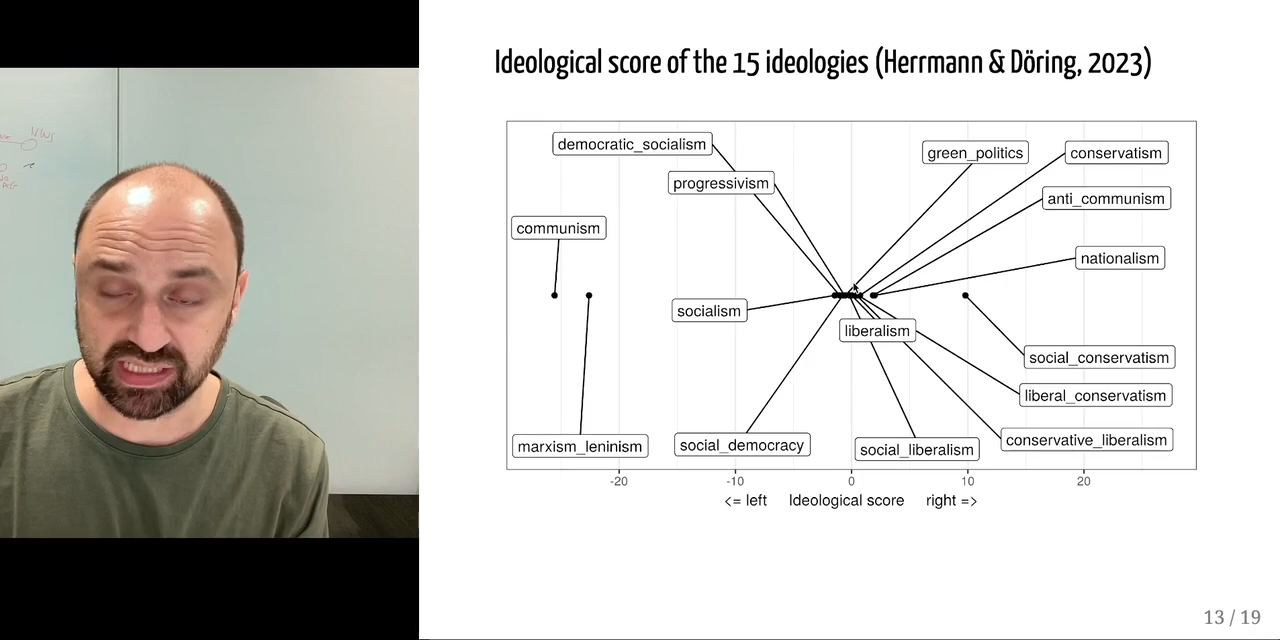 Ideological score of the 15 ideologies (Herrmann & Döring, 2023)
democratic_socialism
green_politics
conservatism
progressivism
anti_communism
communism
nationalism
socialism
liberalism
social_conservatism
liberal_conservatism
marxism_leninism
social_democracy
social_liberalism
conservative_liberalism
-20 -10 0 10 20
<= left Ideological score right =>
13 / 19
NWS